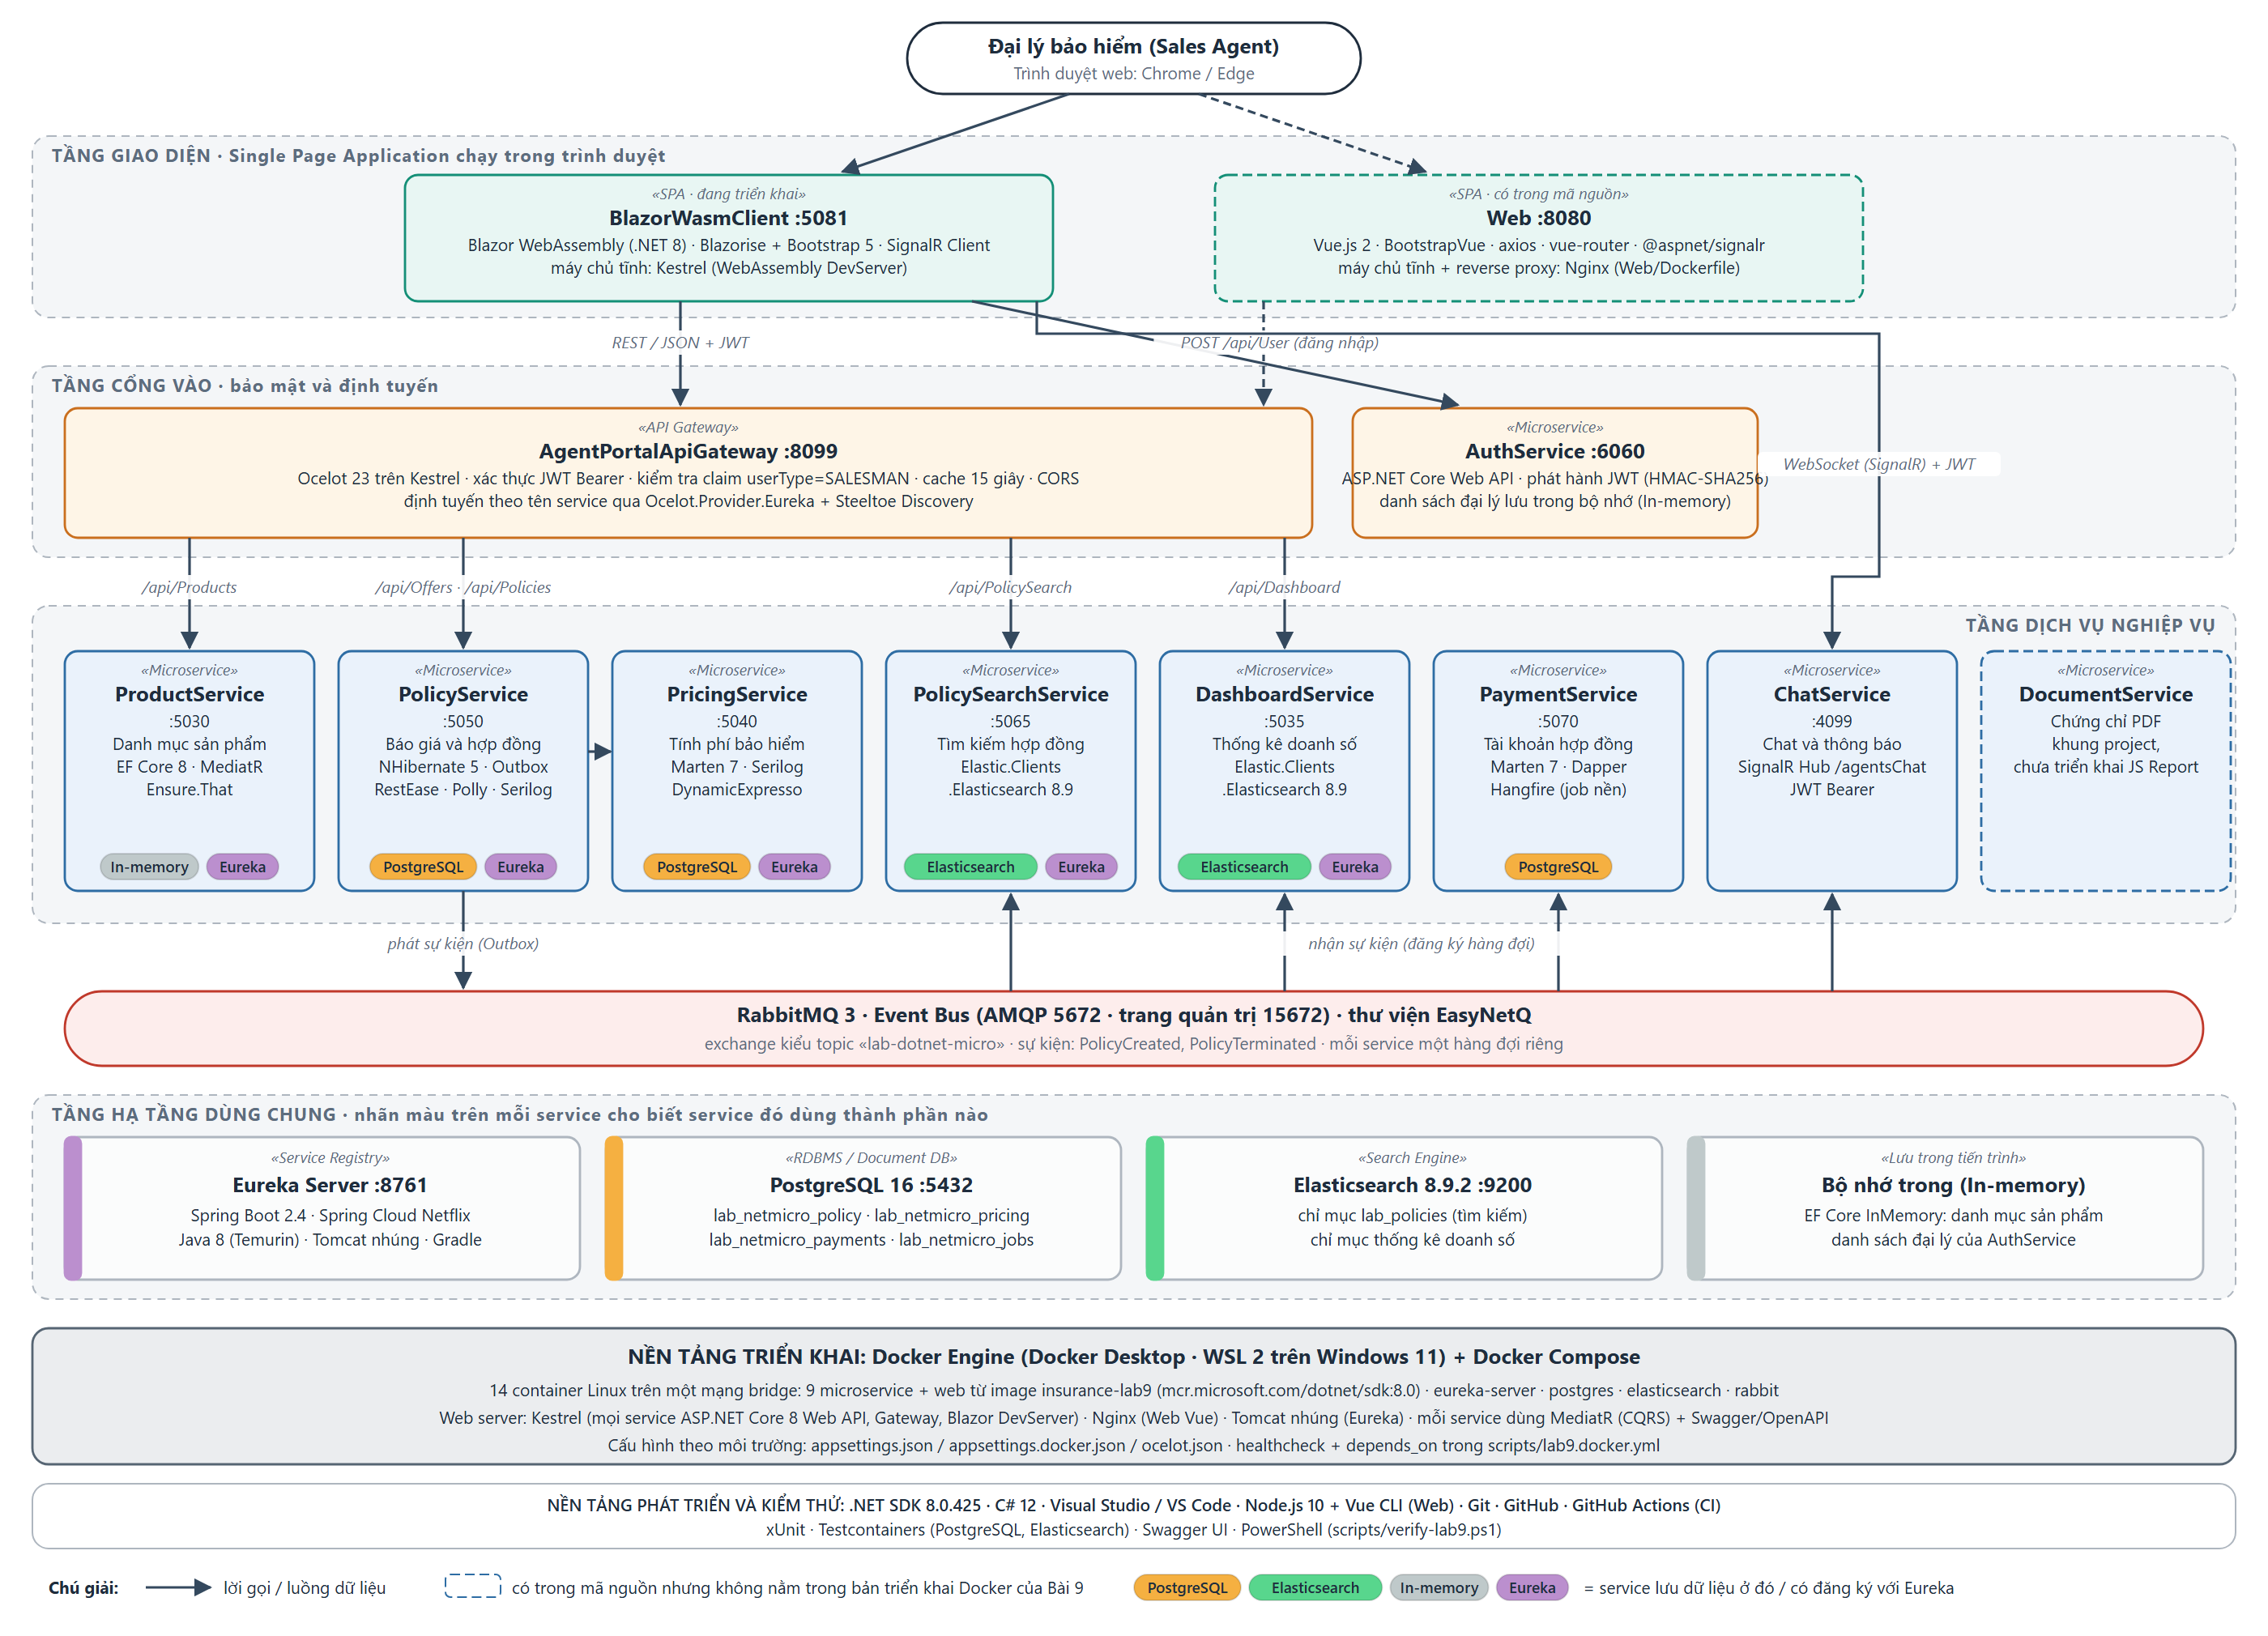 Đại lý bảo hiểm (Sales Agent)
Trình duyệt web: Chrome / Edge
TẦNG GIAO DIỆN · Single Page Application chạy trong trình duyệt
«SPA · đang triển khai»
BlazorWasmClient :5081
Blazor WebAssembly (.NET 8) · Blazorise + Bootstrap 5 · SignalR Client
máy chủ tĩnh: Kestrel (WebAssembly DevServer)
«SPA · có trong mã nguồn»
Web :8080
Vue.js 2 · BootstrapVue · axios · vue-router · @aspnet/signalr
máy chủ tĩnh + reverse proxy: Nginx (Web/Dockerfile)
REST / JSON + JWT
POST /api/User (đăng nhập)
TẦNG CỔNG VÀO · bảo mật và định tuyến
«API Gateway»
AgentPortalApiGateway :8099
Ocelot 23 trên Kestrel · xác thực JWT Bearer · kiểm tra claim userType=SALESMAN · cache 15 giây · CORS
định tuyến theo tên service qua Ocelot.Provider.Eureka + Steeltoe Discovery
«Microservice»
AuthService :6060
ASP.NET Core Web API · phát hành JWT (HMAC-SHA256)
danh sách đại lý lưu trong bộ nhớ (In-memory)
WebSocket (SignalR) + JWT
/api/Products
/api/Offers · /api/Policies
/api/PolicySearch
/api/Dashboard
TẦNG DỊCH VỤ NGHIỆP VỤ
«Microservice»
ProductService
:5030
Danh mục sản phẩm
EF Core 8 · MediatR
Ensure.That
In-memory
Eureka
«Microservice»
PolicyService
:5050
Báo giá và hợp đồng
NHibernate 5 · Outbox
RestEase · Polly · Serilog
PostgreSQL
Eureka
«Microservice»
PricingService
:5040
Tính phí bảo hiểm
Marten 7 · Serilog
DynamicExpresso
PostgreSQL
Eureka
«Microservice»
PolicySearchService
:5065
Tìm kiếm hợp đồng
Elastic.Clients
.Elasticsearch 8.9
Elasticsearch
Eureka
«Microservice»
DashboardService
:5035
Thống kê doanh số
Elastic.Clients
.Elasticsearch 8.9
Elasticsearch
Eureka
«Microservice»
PaymentService
:5070
Tài khoản hợp đồng
Marten 7 · Dapper
Hangfire (job nền)
PostgreSQL
«Microservice»
ChatService
:4099
Chat và thông báo
SignalR Hub /agentsChat
JWT Bearer
«Microservice»
DocumentService
Chứng chỉ PDF
khung project,
chưa triển khai JS Report
phát sự kiện (Outbox)
nhận sự kiện (đăng ký hàng đợi)
RabbitMQ 3 · Event Bus (AMQP 5672 · trang quản trị 15672) · thư viện EasyNetQ
exchange kiểu topic «lab-dotnet-micro» · sự kiện: PolicyCreated, PolicyTerminated · mỗi service một hàng đợi riêng
TẦNG HẠ TẦNG DÙNG CHUNG · nhãn màu trên mỗi service cho biết service đó dùng thành phần nào
«Service Registry»
Eureka Server :8761
Spring Boot 2.4 · Spring Cloud Netflix
Java 8 (Temurin) · Tomcat nhúng · Gradle
«RDBMS / Document DB»
PostgreSQL 16 :5432
lab_netmicro_policy · lab_netmicro_pricing
lab_netmicro_payments · lab_netmicro_jobs
«Search Engine»
Elasticsearch 8.9.2 :9200
chỉ mục lab_policies (tìm kiếm)
chỉ mục thống kê doanh số
«Lưu trong tiến trình»
Bộ nhớ trong (In-memory)
EF Core InMemory: danh mục sản phẩm
danh sách đại lý của AuthService
NỀN TẢNG TRIỂN KHAI: Docker Engine (Docker Desktop · WSL 2 trên Windows 11) + Docker Compose
14 container Linux trên một mạng bridge: 9 microservice + web từ image insurance-lab9 (mcr.microsoft.com/dotnet/sdk:8.0) · eureka-server · postgres · elasticsearch · rabbit
Web server: Kestrel (mọi service ASP.NET Core 8 Web API, Gateway, Blazor DevServer) · Nginx (Web Vue) · Tomcat nhúng (Eureka) · mỗi service dùng MediatR (CQRS) + Swagger/OpenAPI
Cấu hình theo môi trường: appsettings.json / appsettings.docker.json / ocelot.json · healthcheck + depends_on trong scripts/lab9.docker.yml
NỀN TẢNG PHÁT TRIỂN VÀ KIỂM THỬ: .NET SDK 8.0.425 · C# 12 · Visual Studio / VS Code · Node.js 10 + Vue CLI (Web) · Git · GitHub · GitHub Actions (CI)
xUnit · Testcontainers (PostgreSQL, Elasticsearch) · Swagger UI · PowerShell (scripts/verify-lab9.ps1)
Chú giải:
lời gọi / luồng dữ liệu
có trong mã nguồn nhưng không nằm trong bản triển khai Docker của Bài 9
PostgreSQL
Elasticsearch
In-memory
Eureka
= service lưu dữ liệu ở đó / có đăng ký với Eureka